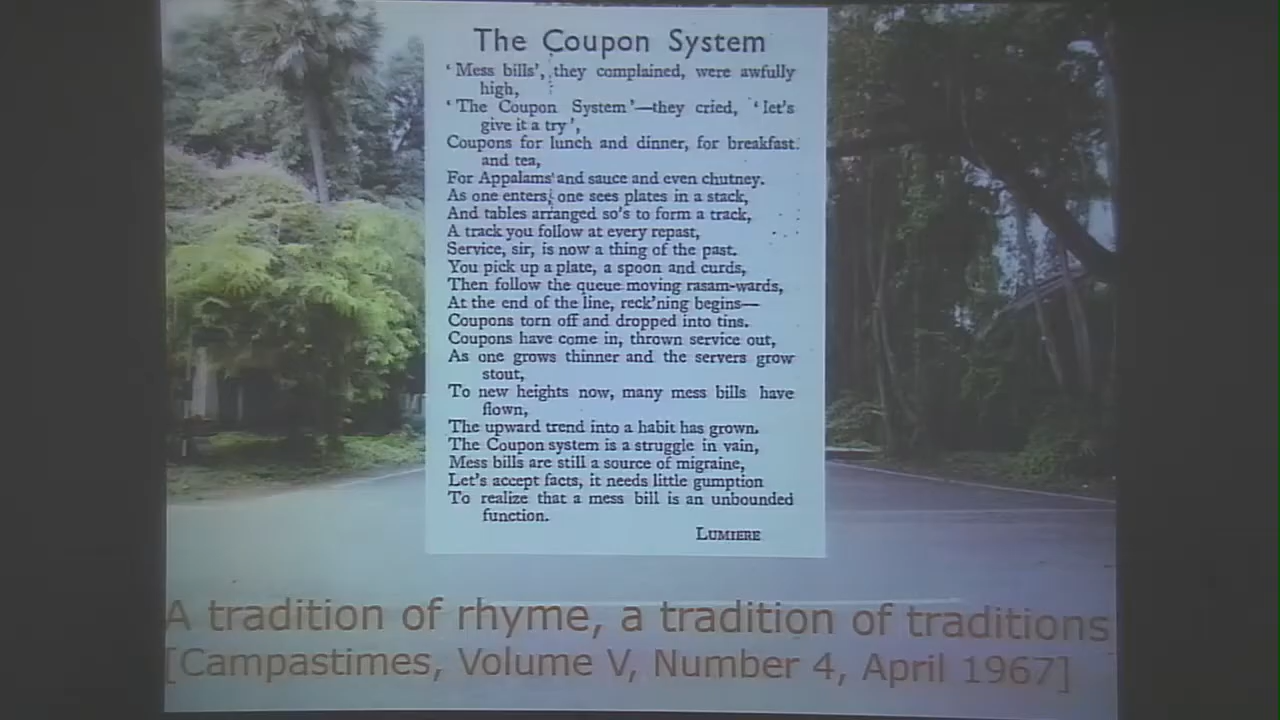 The Coupon System
‘Mess bills’, they complained, were awfully
high,
‘The Coupon System’—they cried, ‘let's
give it a try’,
Coupons for lunch and dinner, for breakfast
and tea,
For Appalams and sauce and even chutney.
As one enters, one sees plates in a stack,
And tables arranged so's to form a track,
A track you follow at every repast,
Service, sir, is now a thing of the past.
You pick up a plate, a spoon and curds,
Then follow the queue moving rasam-wards,
At the end of the line, reck'ning begins—
Coupons torn off and dropped into tins.
Coupons have come in, thrown service out,
As one grows thinner and the servers grow
stout,
To new heights now, many mess bills have
flown,
The upward trend into a habit has grown.
The Coupon system is a struggle in vain,
Mess bills are still a source of migraine,
Let's accept facts, it needs little gumption
To realize that a mess bill is an unbounded
function.
LUMIERE
A tradition of rhyme, a tradition of traditions
[Campastimes, Volume V, Number 4, April 1967]